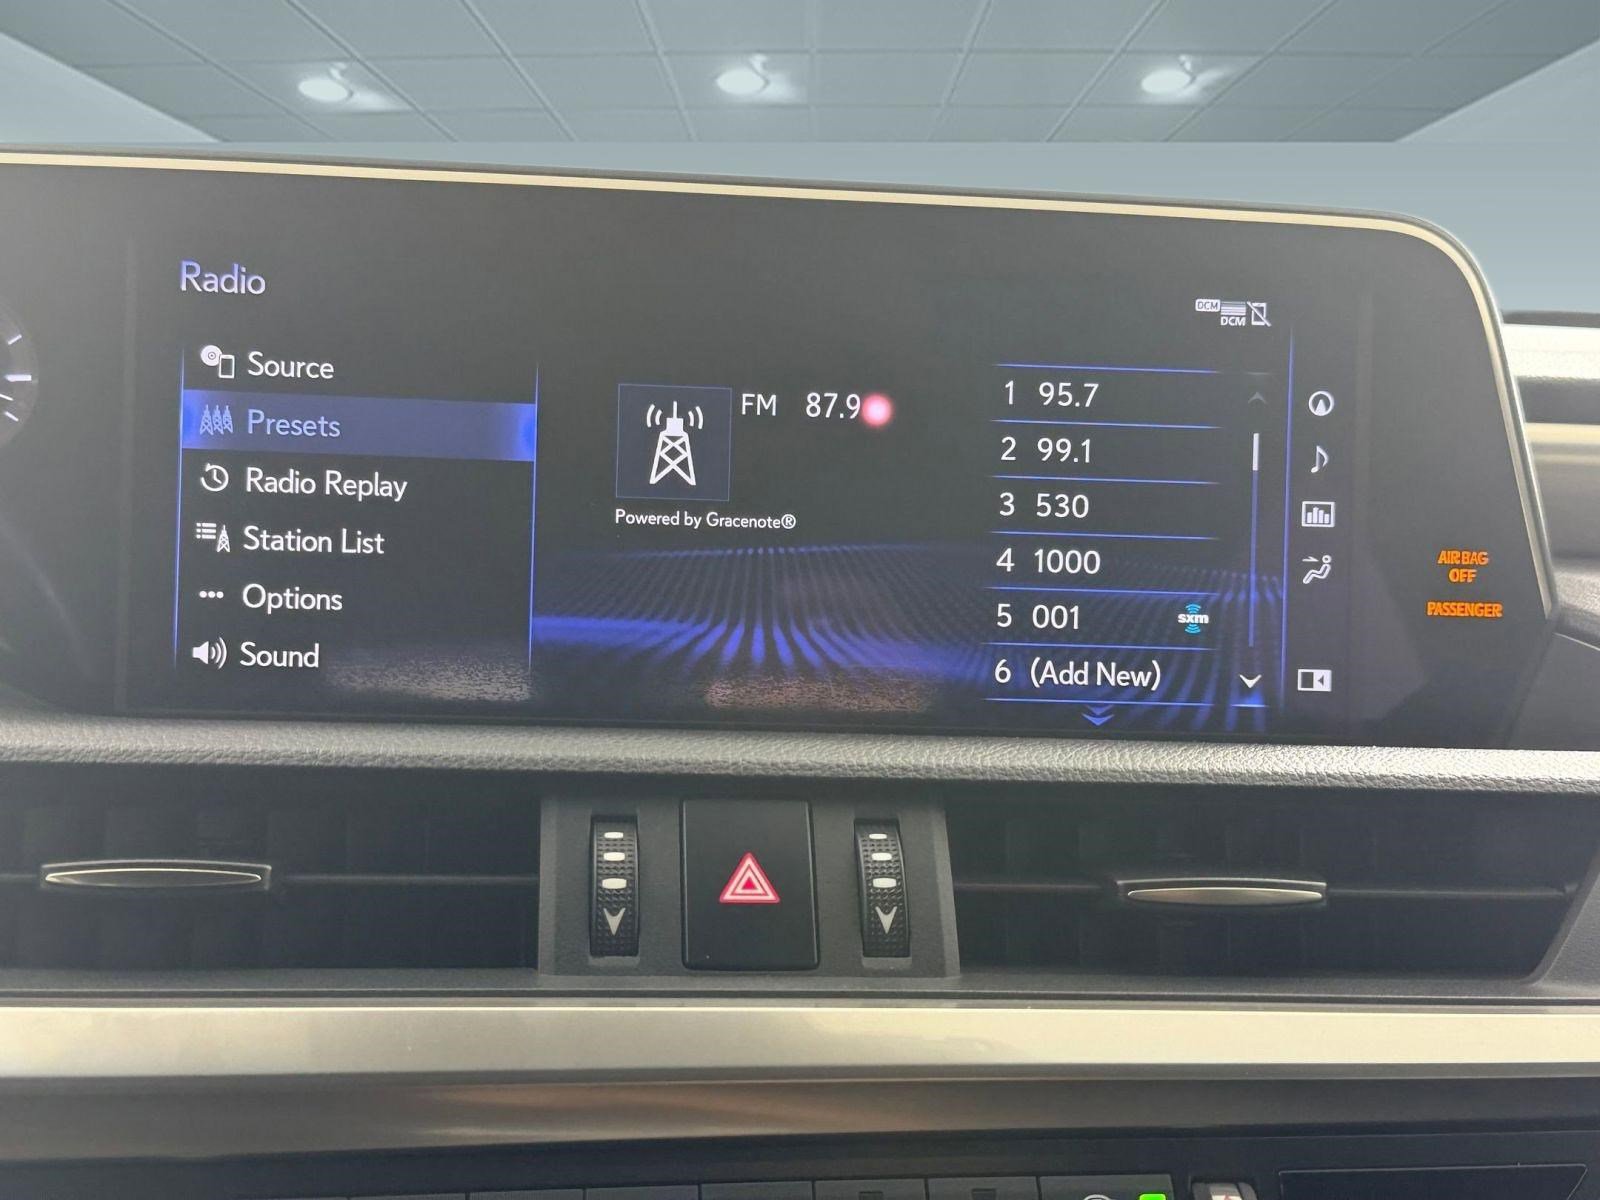 Radio
DCM
DCM
Source
Presets
Radio Replay
Station List
Options
Sound
FM 87.9
Powered by Gracenote®
1 95.7
2 99.1
3 530
4 1000
5 001 sxm
6 (Add New)
AIR BAG
OFF
PASSENGER